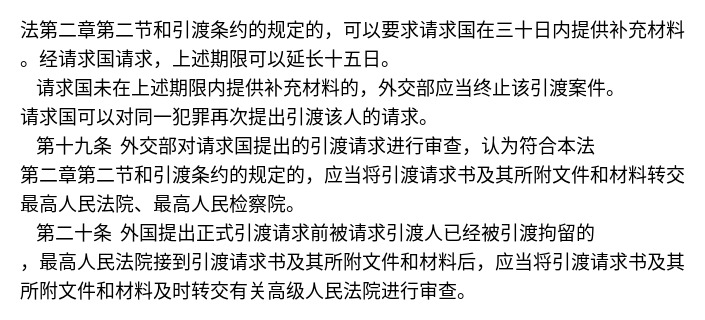 法第二章第二节和引渡条约的规定的，可以要求请求国在三十日内提供补充材料
。经请求国请求，上述期限可以延长十五日。
请求国未在上述期限内提供补充材料的，外交部应当终止该引渡案件。
请求国可以对同一犯罪再次提出引渡该人的请求。
第十九条 外交部对请求国提出的引渡请求进行审查，认为符合本法
第二章第二节和引渡条约的规定的，应当将引渡请求书及其所附文件和材料转交
最高人民法院、最高人民检察院。
第二十条 外国提出正式引渡请求前被请求引渡人已经被引渡拘留的
，最高人民法院接到引渡请求书及其所附文件和材料后，应当将引渡请求书及其
所附文件和材料及时转交有关高级人民法院进行审查。